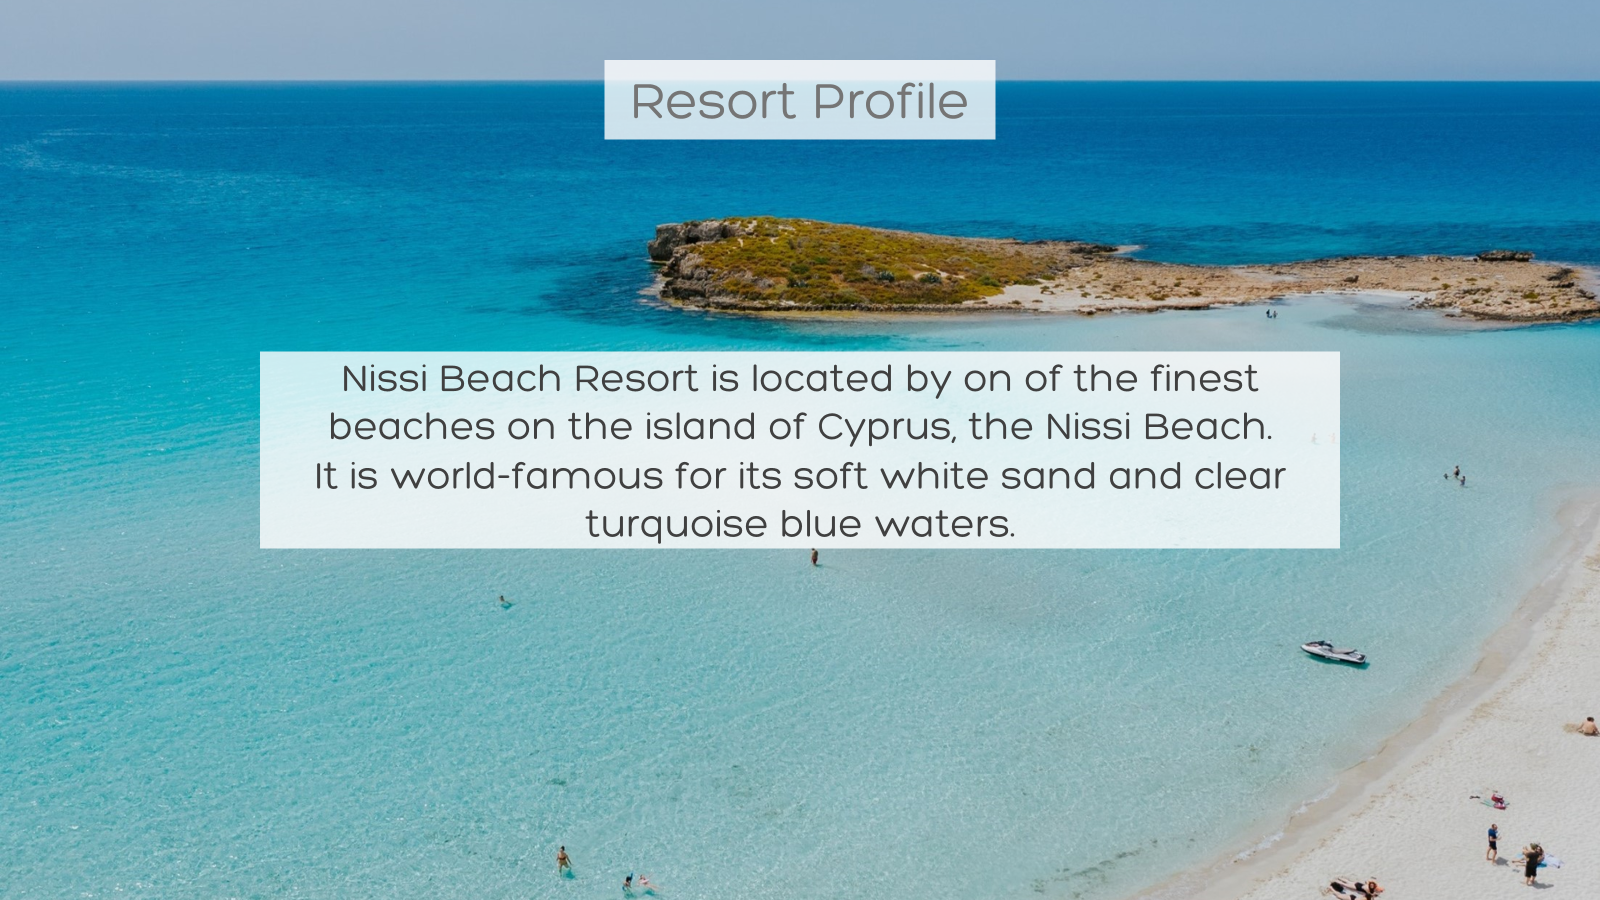 Resort Profile
Nissi Beach Resort is located by on of the finest
beaches on the island of Cyprus, the Nissi Beach.
It is world-famous for its soft white sand and clear
turquoise blue waters.